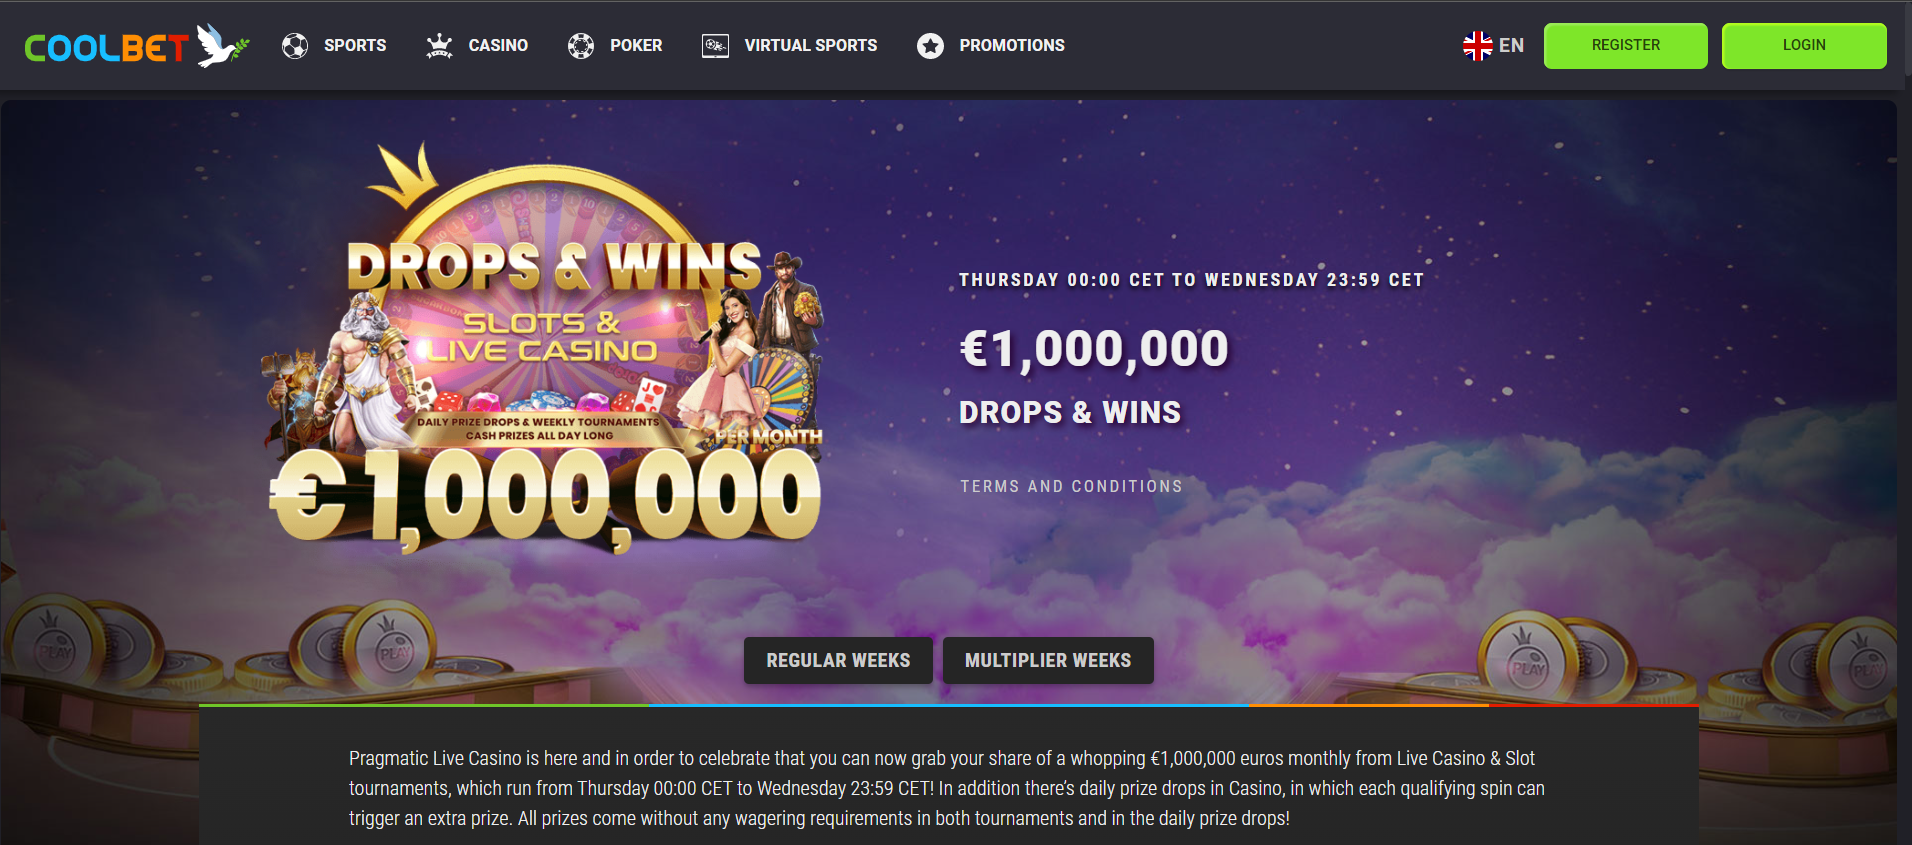 COOLBET
SPORTS
CASINO
POKER
VIRTUAL SPORTS
PROMOTIONS
EN
REGISTER
LOGIN
DROPS & WINS
SLOTS &
LIVE CASINO
DAILY PRIZE DROPS & WEEKLY TOURNAMENTS
CASH PRIZES ALL DAY LONG
PER MONTH
€1,000,000
THURSDAY 00:00 CET TO WEDNESDAY 23:59 CET
€1,000,000
DROPS & WINS
TERMS AND CONDITIONS
PLAY
PLAY
PLAY
PLAY
REGULAR WEEKS
MULTIPLIER WEEKS
Pragmatic Live Casino is here and in order to celebrate that you can now grab your share of a whopping €1,000,000 euros monthly from Live Casino & Slot
tournaments, which run from Thursday 00:00 CET to Wednesday 23:59 CET! In addition there's daily prize drops in Casino, in which each qualifying spin can
trigger an extra prize. All prizes come without any wagering requirements in both tournaments and in the daily prize drops!